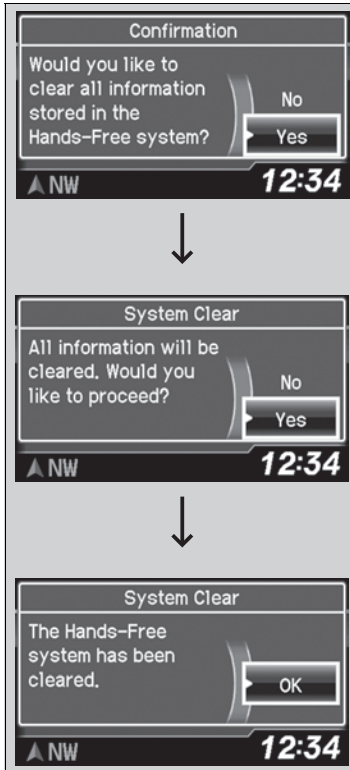 Confirmation
Would you like to
clear all information
stored in the
Hands-Free system?
No
Yes
NW
12:34
System Clear
All information will be
cleared. Would you
like to proceed?
No
Yes
NW
12:34
System Clear
The Hands-Free
system has been
cleared.
OK
NW
12:34